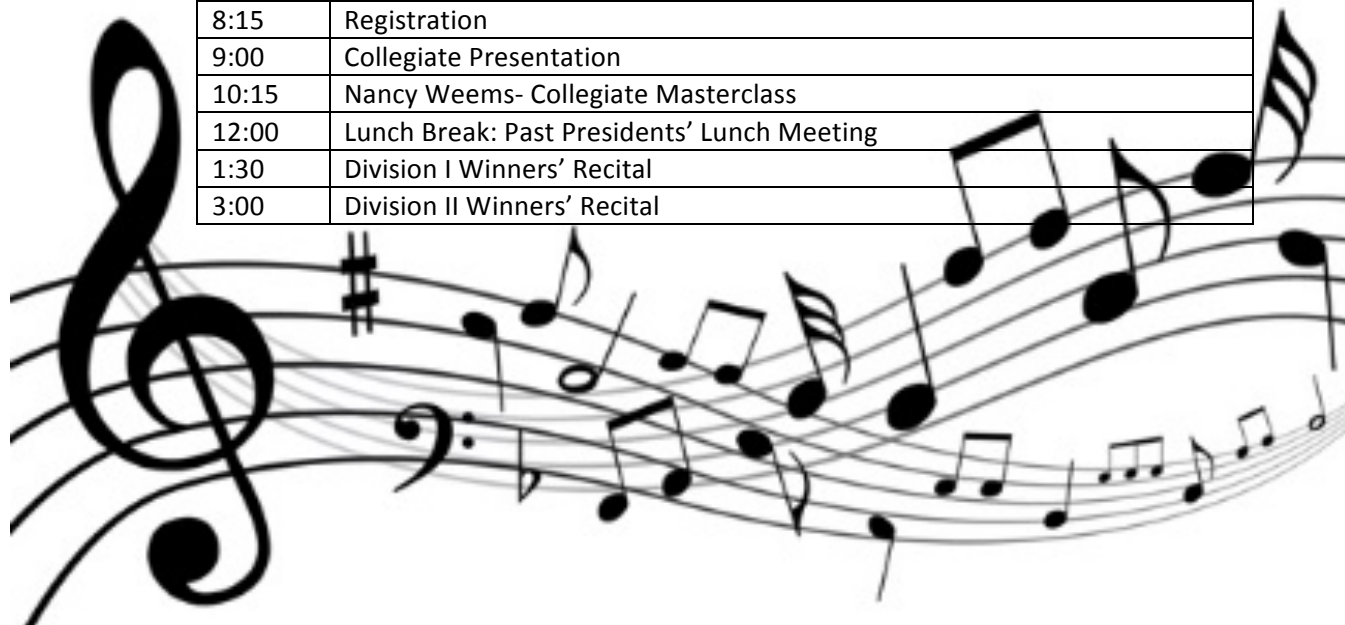 8:15 Registration
9:00 Collegiate Presentation
10:15 Nancy Weems- Collegiate Masterclass
12:00 Lunch Break: Past Presidents’ Lunch Meeting
1:30 Division I Winners’ Recital
3:00 Division II Winners’ Recital